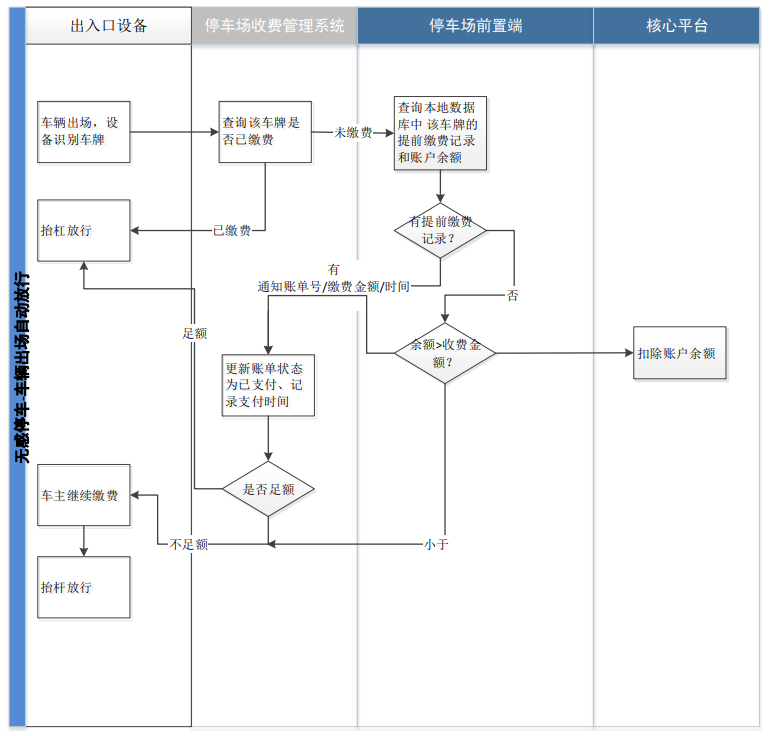 出入口设备
停车场收费管理系统
停车场前置端
核心平台
无感停车-车辆出场自动放行
车辆出场，设
备识别车牌
查询该车牌是
否已缴费
未缴费
查询本地数据
库中 该车牌的
提前缴费记录
和账户余额
抬杠放行
已缴费
有提前缴费
记录？
有
通知账单号/缴费金额/时间
否
足额
余额>收费金
额？
扣除账户余额
更新账单状态
为已支付、记
录支付时间
是否足额
车主继续缴费
不足额
小于
抬杆放行